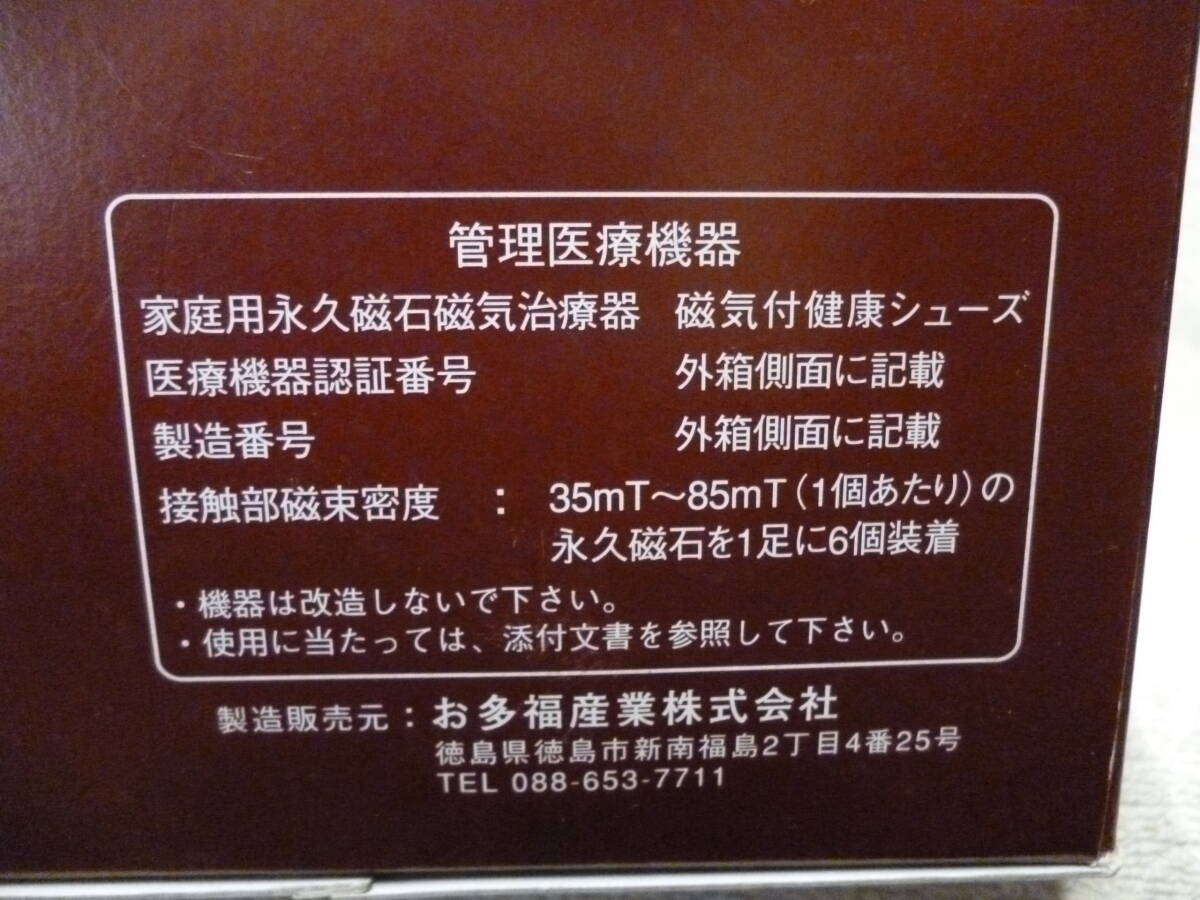 管理医療機器
家庭用永久磁石磁気治療器 磁気付健康シューズ
医療機器認証番号 外箱側面に記載
製造番号 外箱側面に記載
接触部磁束密度 : 35mT～85mT(1個あたり)の
永久磁石を1足に6個装着
・機器は改造しないで下さい。
・使用に当たっては、添付文書を参照して下さい。
製造販売元:お多福産業株式会社
徳島県徳島市新南福島2丁目4番25号
TEL 088-653-7711